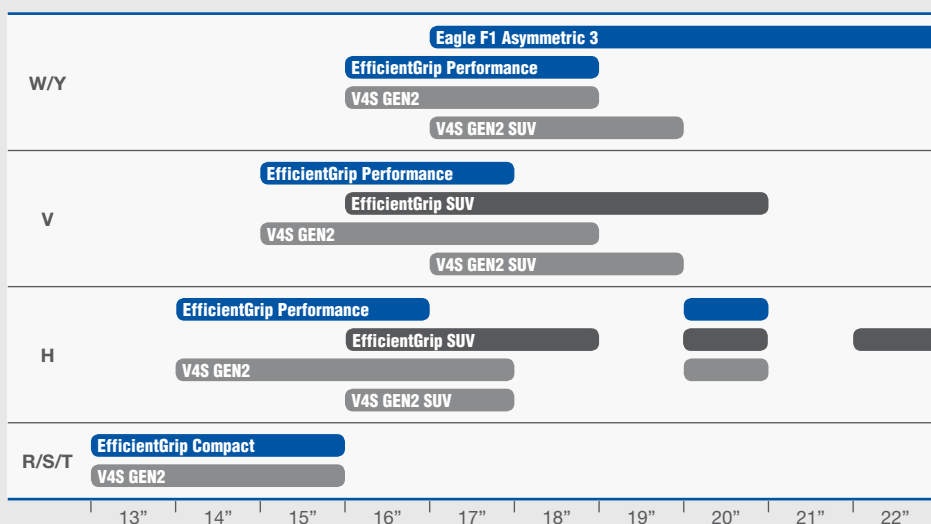 Eagle F1 Asymmetric 3
EfficientGrip Performance
W/Y
V4S GEN2
V4S GEN2 SUV
EfficientGrip Performance
EfficientGrip SUV
V
V4S GEN2
V4S GEN2 SUV
EfficientGrip Performance
EfficientGrip SUV
H
V4S GEN2
V4S GEN2 SUV
EfficientGrip Compact
R/S/T
V4S GEN2
13” 14” 15” 16” 17” 18” 19” 20” 21” 22”